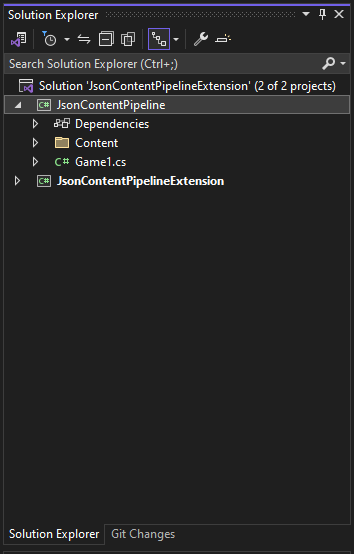 Solution Explorer
Search Solution Explorer (Ctrl+;)
Solution 'JsonContentPipelineExtension' (2 of 2 projects)
C# JsonContentPipeline
Dependencies
Content
C# Game1.cs
C# JsonContentPipelineExtension
Solution Explorer Git Changes